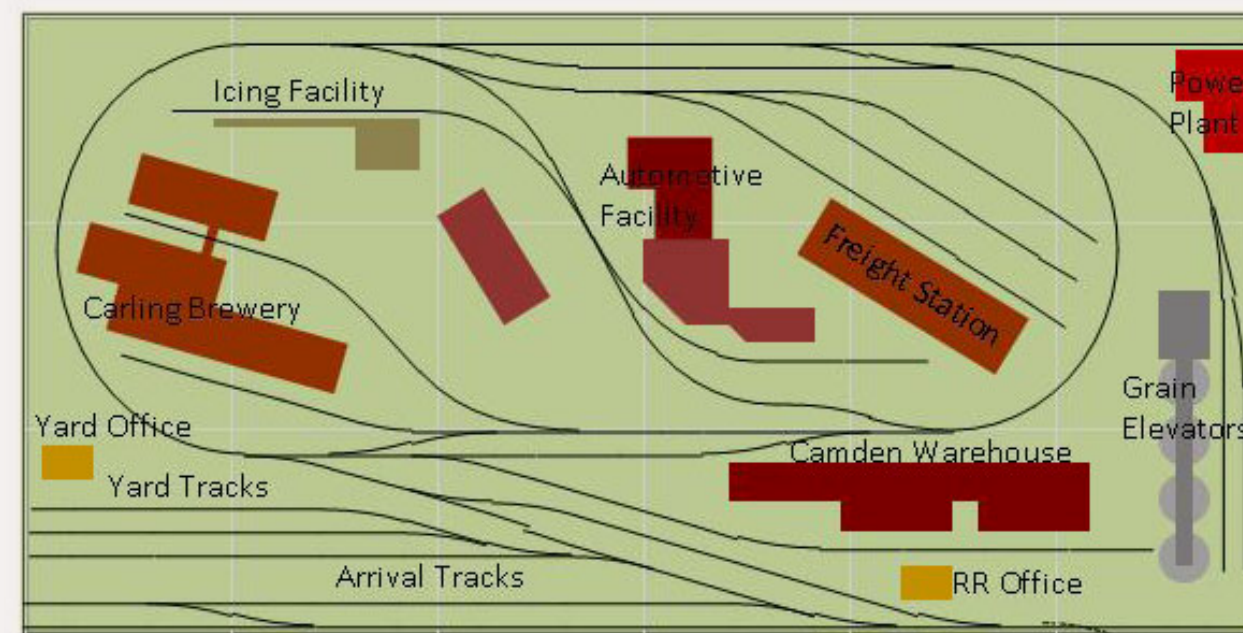 Icing Facility
Powe
Plant
Automotive
Facility
Freight Station
Carling Brewery
Grain
Elevators
Yard Office
Camden Warehouse
Yard Tracks
Arrival Tracks
RR Office